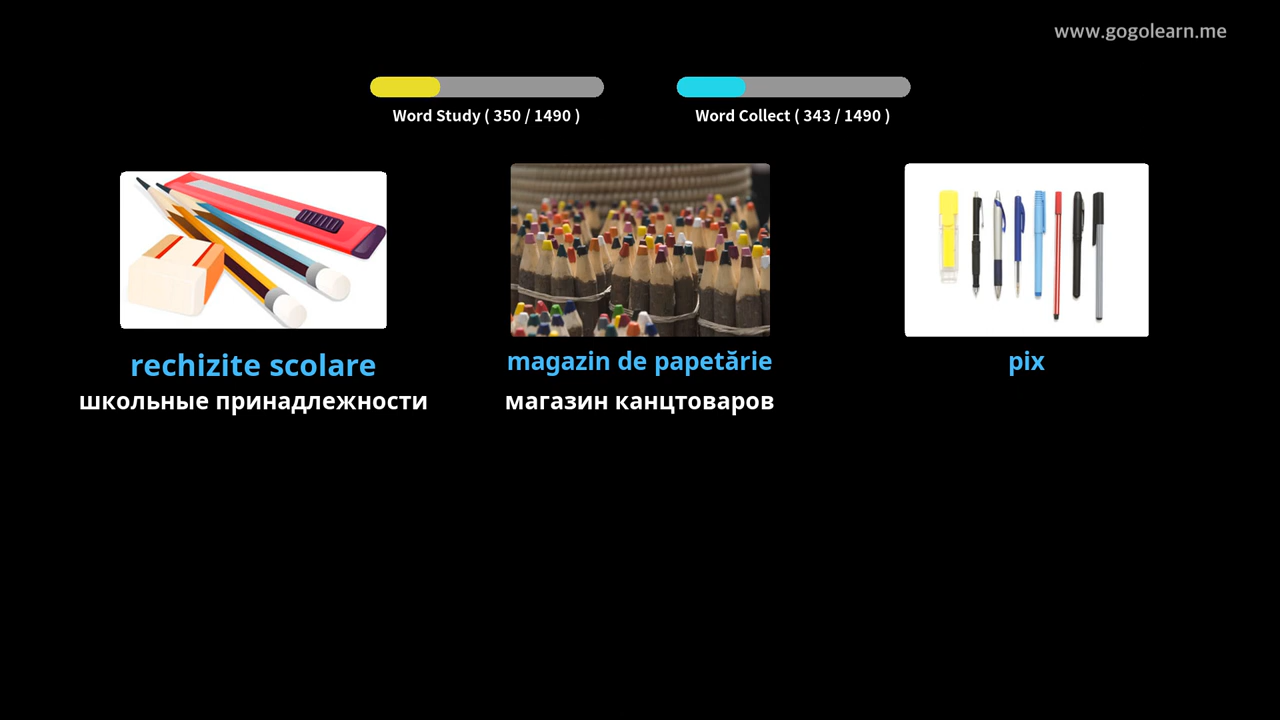 www.gogolearn.me
Word Study ( 350 / 1490 )
Word Collect ( 343 / 1490 )
rechizite scolare
школьные принадлежности
magazin de papetărie
магазин канцтоваров
pix